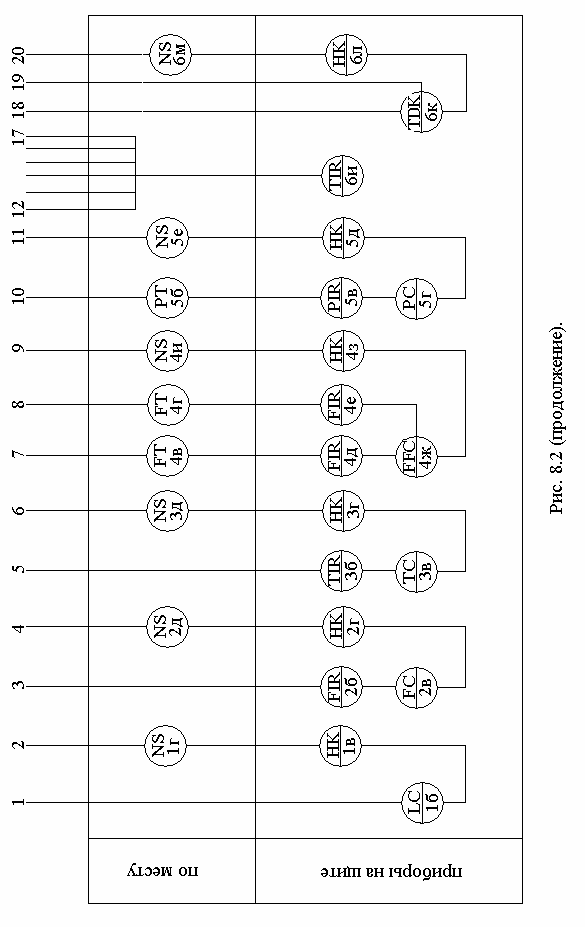 1 2 3 4 5 6 7 8 9 10 11 12 17 18 19 20
по месту
NS NS NS FT FT NS PT NS NS
1г 2д 3д 4в 4г 4и 5б 5е 6м
приборы на щите
HK FIR HK TIR HK FIR FIR HK PIR HK TIR HK
1в 2б 2г 3б 3г 4д 4е 4з 5в 5д 6и 6л
LC FC TC FFC PC TDK
1б 2в 3в 4ж 5г 6к
Рис. 8.2 (продолжение).